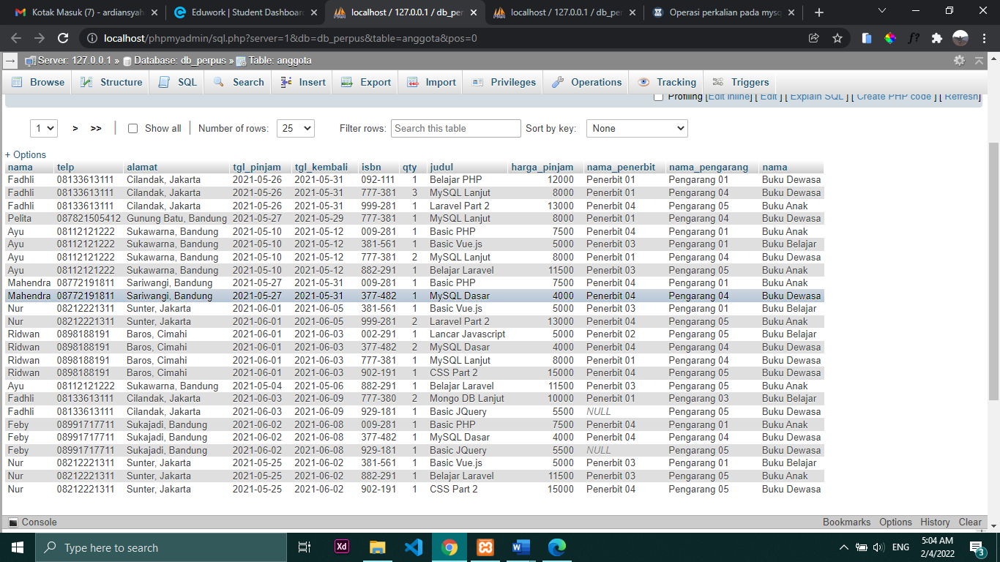 Kotak Masuk (7) - ardiansyah
Eduwork | Student Dashboard
localhost / 127.0.0.1 / db_perp
localhost / 127.0.0.1 / db_per
Operasi perkalian pada mysq
localhost/phpmyadmin/sql.php?server=1&db=db_perpus&table=anggota&pos=0
Server: 127.0.0.1 » Database: db_perpus » Table: anggota
Browse Structure SQL Search Insert Export Import Privileges Operations Tracking Triggers
Profiling [Edit inline] [ Edit ] [ Explain SQL ] [ Create PHP code ] [ Refresh]
1 > >> | Show all | Number of rows: 25 Filter rows: Search this table Sort by key: None
+ Options
nama telp alamat tgl_pinjam tgl_kembali isbn qty judul harga_pinjam nama_penerbit nama_pengarang nama
Fadhli 08133613111 Cilandak, Jakarta 2021-05-26 2021-05-31 092-111 1 Belajar PHP 12000 Penerbit 01 Pengarang 01 Buku Dewasa
Fadhli 08133613111 Cilandak, Jakarta 2021-05-26 2021-05-31 777-381 3 MySQL Lanjut 8000 Penerbit 01 Pengarang 04 Buku Dewasa
Fadhli 08133613111 Cilandak, Jakarta 2021-05-26 2021-05-31 999-281 1 Laravel Part 2 13000 Penerbit 04 Pengarang 05 Buku Anak
Pelita 087821505412 Gunung Batu, Bandung 2021-05-27 2021-05-29 777-381 1 MySQL Lanjut 8000 Penerbit 01 Pengarang 04 Buku Dewasa
Ayu 08112121222 Sukawarna, Bandung 2021-05-10 2021-05-12 009-281 1 Basic PHP 7500 Penerbit 04 Pengarang 01 Buku Anak
Ayu 08112121222 Sukawarna, Bandung 2021-05-10 2021-05-12 381-561 1 Basic Vue.js 5000 Penerbit 03 Pengarang 01 Buku Belajar
Ayu 08112121222 Sukawarna, Bandung 2021-05-10 2021-05-12 777-381 2 MySQL Lanjut 8000 Penerbit 01 Pengarang 04 Buku Dewasa
Ayu 08112121222 Sukawarna, Bandung 2021-05-10 2021-05-12 882-291 1 Belajar Laravel 11500 Penerbit 03 Pengarang 05 Buku Anak
Mahendra 08772191811 Sariwangi, Bandung 2021-05-27 2021-05-31 009-281 1 Basic PHP 7500 Penerbit 04 Pengarang 01 Buku Anak
Mahendra 08772191811 Sariwangi, Bandung 2021-05-27 2021-05-31 377-482 1 MySQL Dasar 4000 Penerbit 04 Pengarang 04 Buku Dewasa
Nur 08212221311 Sunter, Jakarta 2021-06-01 2021-06-05 381-561 1 Basic Vue.js 5000 Penerbit 03 Pengarang 01 Buku Belajar
Nur 08212221311 Sunter, Jakarta 2021-06-01 2021-06-05 999-281 2 Laravel Part 2 13000 Penerbit 04 Pengarang 05 Buku Anak
Ridwan 0898188191 Baros, Cimahi 2021-06-01 2021-06-03 002-291 1 Lancar Javascript 5000 Penerbit 02 Pengarang 05 Buku Belajar
Ridwan 0898188191 Baros, Cimahi 2021-06-01 2021-06-03 377-482 2 MySQL Dasar 4000 Penerbit 04 Pengarang 04 Buku Dewasa
Ridwan 0898188191 Baros, Cimahi 2021-06-01 2021-06-03 777-381 1 MySQL Lanjut 8000 Penerbit 01 Pengarang 04 Buku Dewasa
Ridwan 0898188191 Baros, Cimahi 2021-06-01 2021-06-03 902-191 1 CSS Part 2 15000 Penerbit 04 Pengarang 05 Buku Dewasa
Ayu 08112121222 Sukawarna, Bandung 2021-05-04 2021-05-06 882-291 1 Belajar Laravel 11500 Penerbit 03 Pengarang 05 Buku Anak
Fadhli 08133613111 Cilandak, Jakarta 2021-06-03 2021-06-09 777-380 2 Mongo DB Lanjut 10000 Penerbit 01 Pengarang 03 Buku Belajar
Fadhli 08133613111 Cilandak, Jakarta 2021-06-03 2021-06-09 929-181 1 Basic JQuery 5500 NULL Pengarang 05 Buku Dewasa
Feby 08991717711 Sukajadi, Bandung 2021-06-02 2021-06-08 009-281 1 Basic PHP 7500 Penerbit 04 Pengarang 01 Buku Anak
Feby 08991717711 Sukajadi, Bandung 2021-06-02 2021-06-08 377-482 1 MySQL Dasar 4000 Penerbit 04 Pengarang 04 Buku Dewasa
Feby 08991717711 Sukajadi, Bandung 2021-06-02 2021-06-08 929-181 1 Basic JQuery 5500 NULL Pengarang 05 Buku Dewasa
Nur 08212221311 Sunter, Jakarta 2021-05-25 2021-06-02 381-561 1 Basic Vue.js 5000 Penerbit 03 Pengarang 01 Buku Belajar
Nur 08212221311 Sunter, Jakarta 2021-05-25 2021-06-02 882-291 1 Belajar Laravel 11500 Penerbit 03 Pengarang 05 Buku Anak
Nur 08212221311 Sunter, Jakarta 2021-05-25 2021-06-02 902-191 1 CSS Part 2 15000 Penerbit 04 Pengarang 05 Buku Dewasa
Console Bookmarks Options History Clear
Type here to search
Xd
ENG
5:04 AM
2/4/2022
3